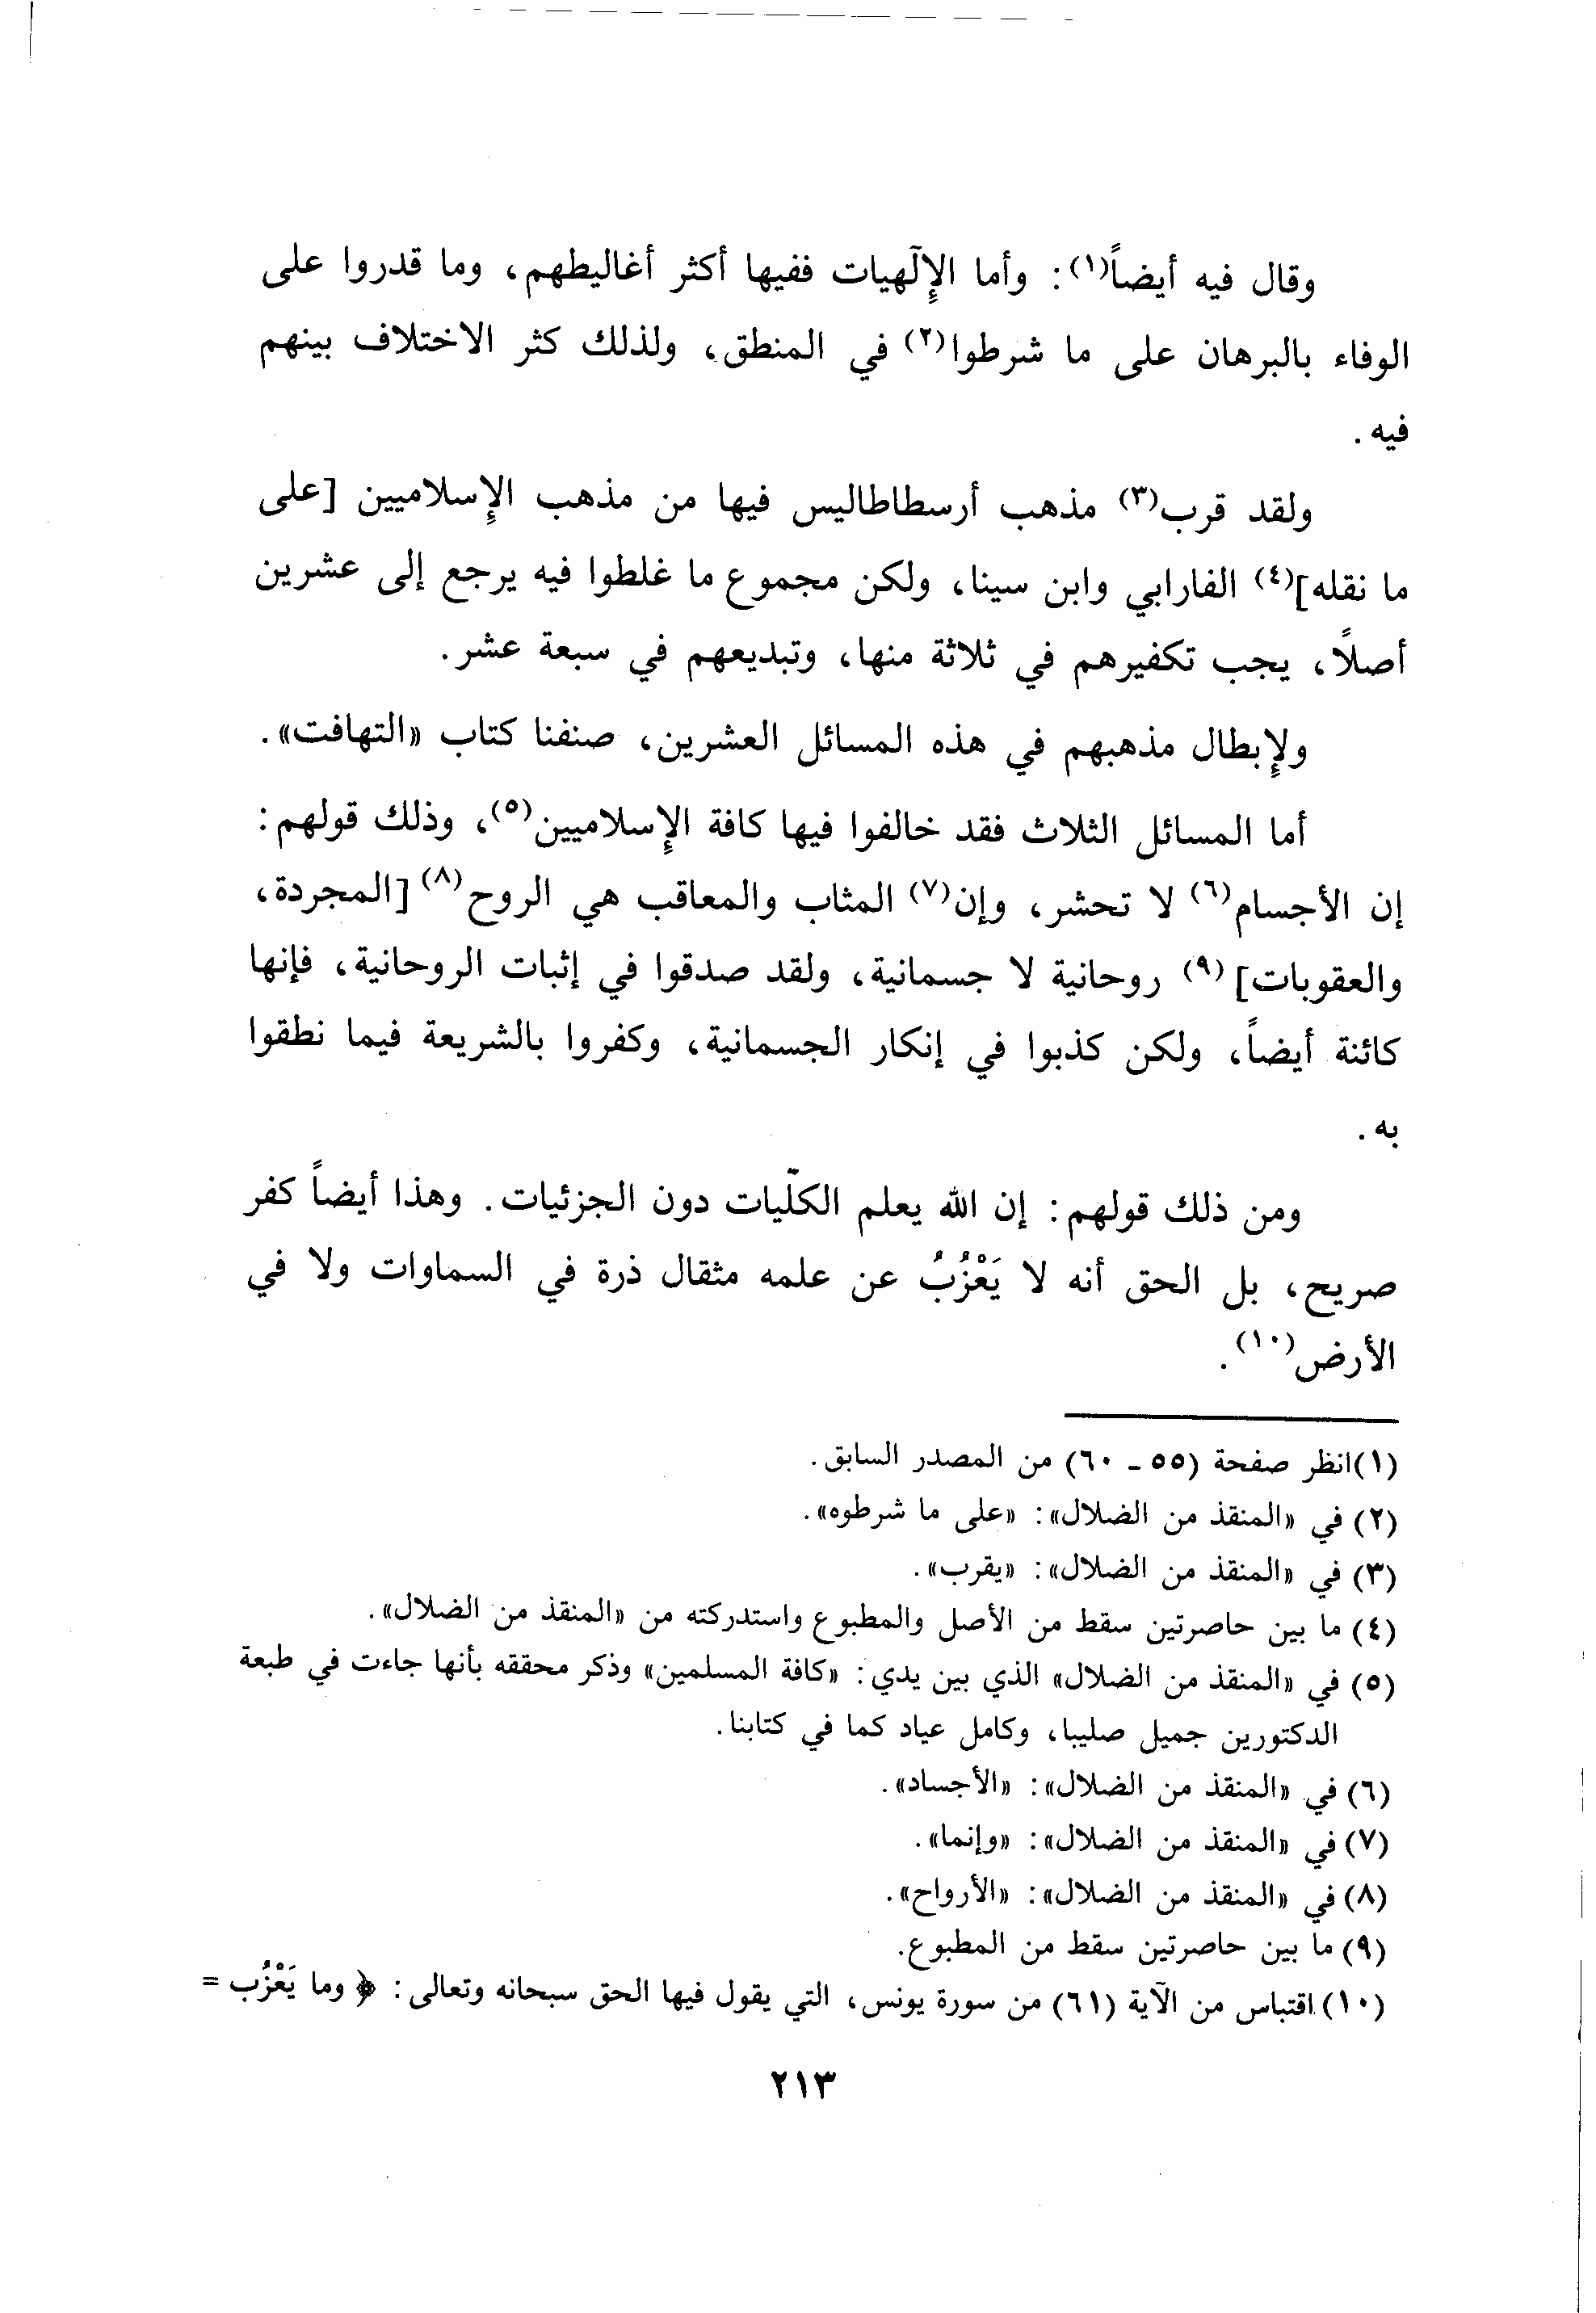 وقال فيه أيضاً(١): وأما الإِلَهيات ففيها أكثر أغاليطهم، وما قدروا على
الوفاء بالبرهان على ما شرطوا(٢) في المنطق، ولذلك كثر الاختلاف بينهم
فيه.
ولقد قرب(٣) مذهب أرسطاطاليس فيها من مذهب الإِسلاميين [على
ما نقله](٤) الفارابي وابن سينا، ولكن مجموع ما غلطوا فيه يرجع إلى عشرين
أصلًا، يجب تكفيرهم في ثلاثة منها، وتبديعهم في سبعة عشر.
ولإِبطال مذهبهم في هذه المسائل العشرين، صنفنا كتاب «التهافت».
أما المسائل الثلاث فقد خالفوا فيها كافة الإِسلاميين(٥)، وذلك قولهم:
إن الأجسام(٦) لا تحشر، وإن(٧) المثاب والمعاقب هي الروح(٨) [المجردة،
والعقوبات](٩) روحانية لا جسمانية، ولقد صدقوا في إثبات الروحانية، فإنها
كائنة أيضاً، ولكن كذبوا في إنكار الجسمانية، وكفروا بالشريعة فيما نطقوا
به.
ومن ذلك قولهم: إن الله يعلم الكلّيات دون الجزئيات. وهذا أيضاً كفر
صريح، بل الحق أنه لا يَعْزُبُ عن علمه مثقال ذرة في السماوات ولا في
الأرض(١٠).
(١) انظر صفحة (٥٥ - ٦٠) من المصدر السابق.
(٢) في «المنقذ من الضلال»: «على ما شرطوه».
(٣) في «المنقذ من الضلال»: «يقرب».
(٤) ما بين حاصرتين سقط من الأصل والمطبوع واستدركته من «المنقذ من الضلال».
(٥) في «المنقذ من الضلال» الذي بين يدي: «كافة المسلمين» وذكر محققه بأنها جاءت في طبعة
الدكتورين جميل صليبا، وكامل عياد كما في كتابنا.
(٦) في «المنقذ من الضلال»: «الأجساد».
(٧) في «المنقذ من الضلال»: «وإنما».
(٨) في «المنقذ من الضلال»: «الأرواح».
(٩) ما بين حاصرتين سقط من المطبوع.
(١٠) اقتباس من الآية (٦١) من سورة يونس، التي يقول فيها الحق سبحانه وتعالى: ﴿ وما يَعْزُب =
٢١٣